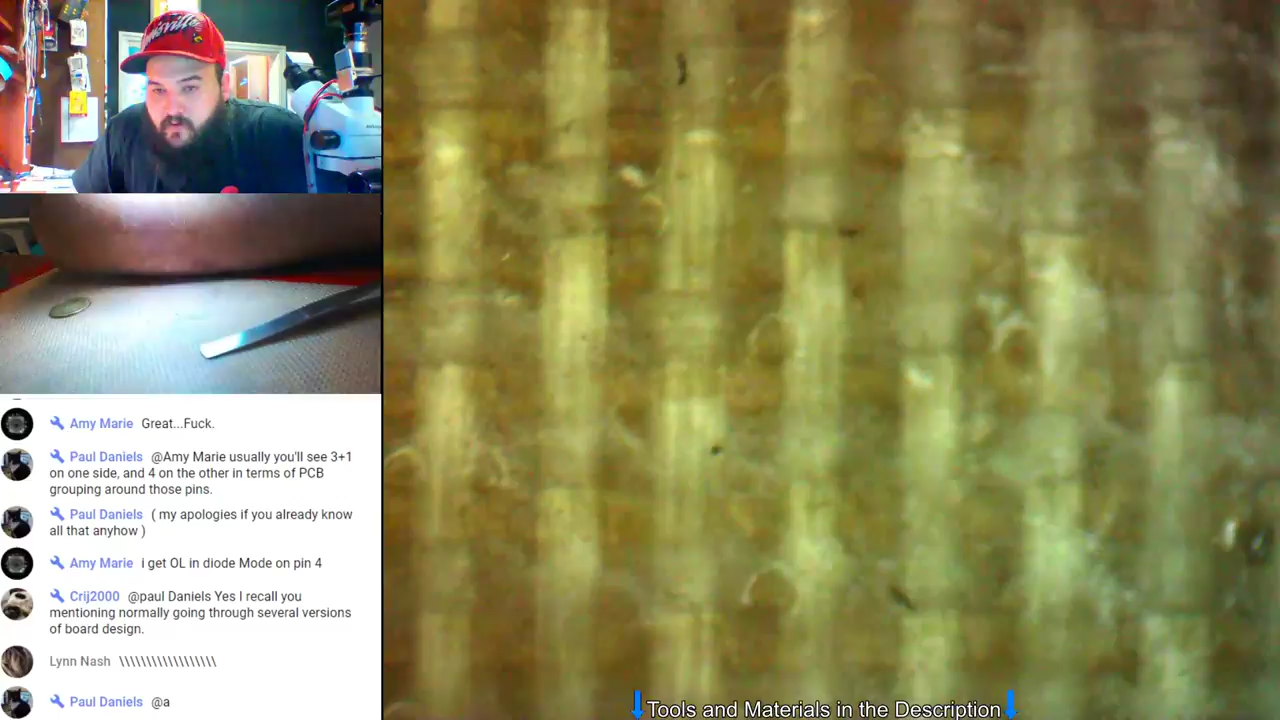 Amy Marie Great...Fuck.
Paul Daniels @Amy Marie usually you'll see 3+1
on one side, and 4 on the other in terms of PCB
grouping around those pins.
Paul Daniels ( my apologies if you already know
all that anyhow )
Amy Marie i get OL in diode Mode on pin 4
Crij2000 @paul Daniels Yes I recall you
mentioning normally going through several versions
of board design.
Lynn Nash \\\\\\\\\\\\\\\\\\
Paul Daniels @a
Tools and Materials in the Description